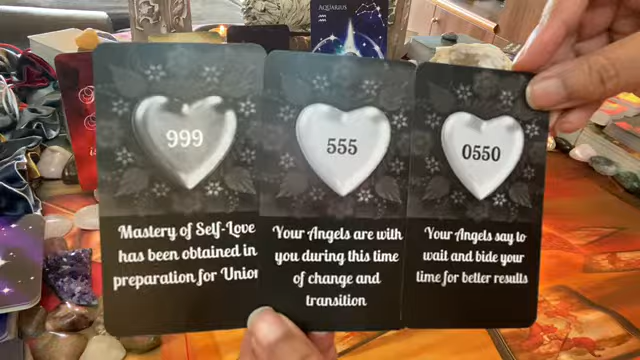 AQUARIUS
999
Mastery of Self-Love
has been obtained in
preparation for Union
555
Your Angels are with
you during this time
of change and
transition
0550
Your Angels say to
wait and bide your
time for better results